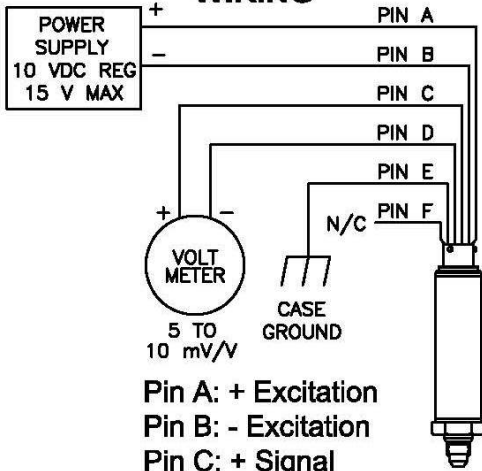 WIRING
+
PIN A
POWER
SUPPLY
10 VDC REG
15 V MAX
−
PIN B
PIN C
PIN D
PIN E
N/C PIN F
+ −
VOLT
METER
5 TO
10 mV/V
CASE
GROUND
Pin A: + Excitation
Pin B: - Excitation
Pin C: + Signal